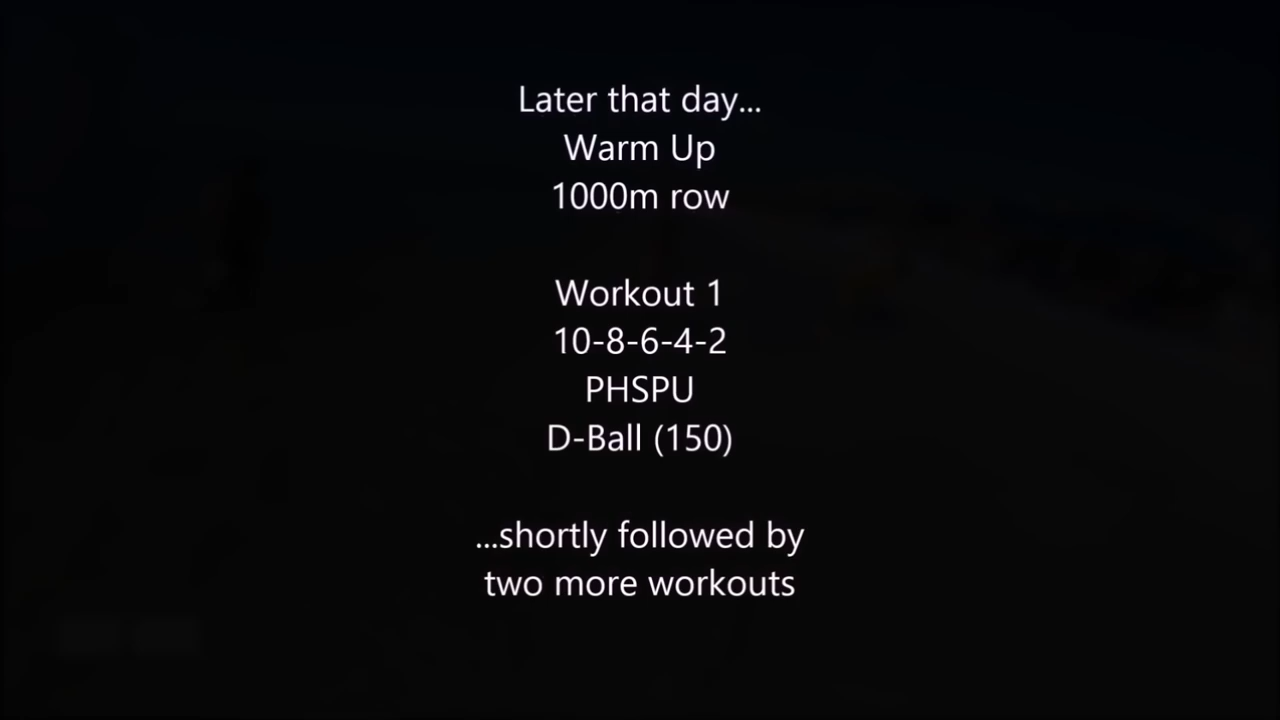 Later that day...
Warm Up
1000m row
Workout 1
10-8-6-4-2
PHSPU
D-Ball (150)
...shortly followed by
two more workouts